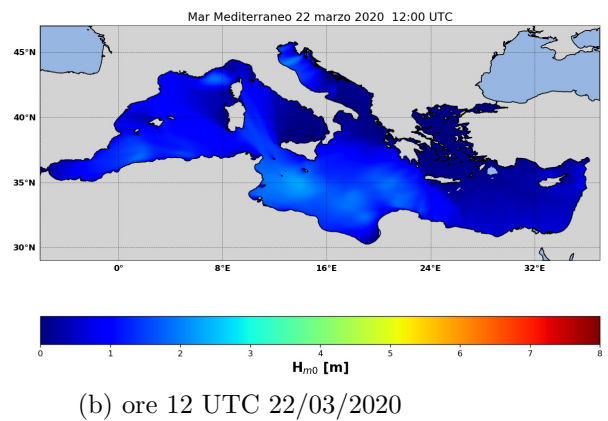 Mar Mediterraneo 22 marzo 2020 12:00 UTC
45°N
40°N
35°N
30°N
0° 8°E 16°E 24°E 32°E
0 1 2 3 4 5 6 7 8
Hm0 [m]
(b) ore 12 UTC 22/03/2020